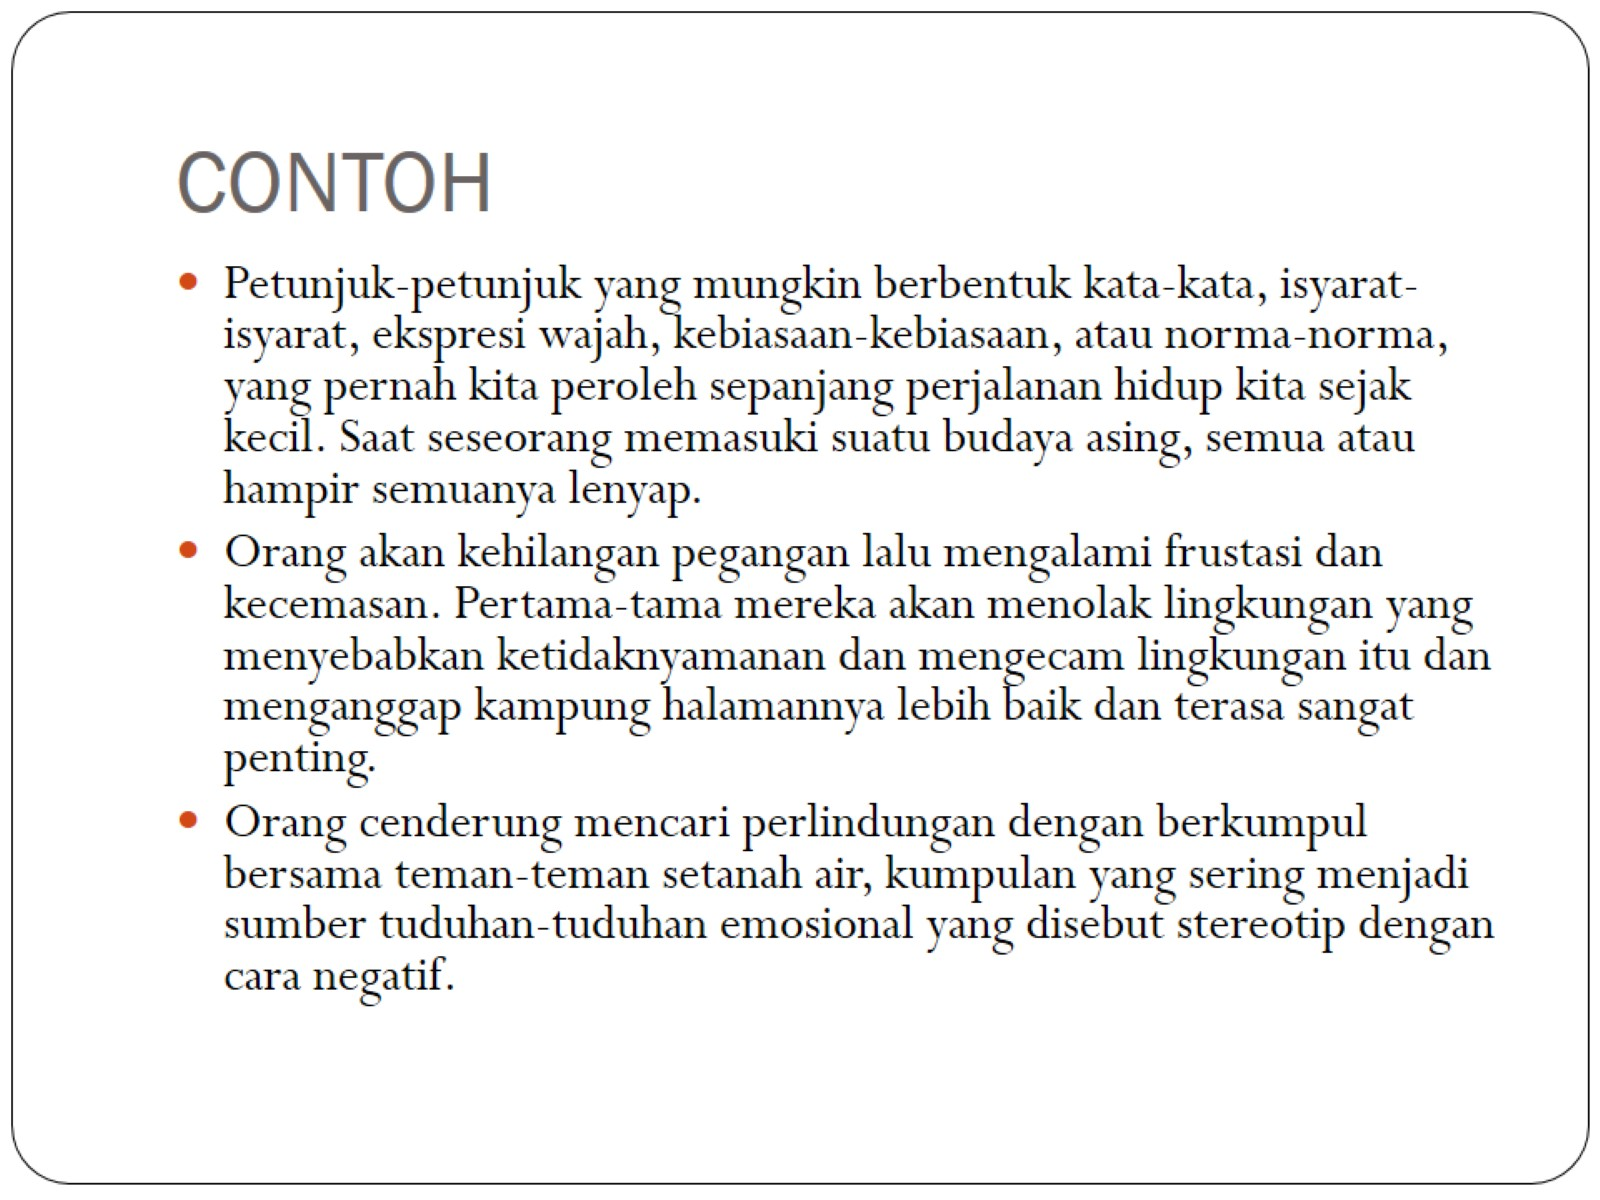 CONTOH
• Petunjuk-petunjuk yang mungkin berbentuk kata-kata, isyarat-
isyarat, ekspresi wajah, kebiasaan-kebiasaan, atau norma-norma,
yang pernah kita peroleh sepanjang perjalanan hidup kita sejak
kecil. Saat seseorang memasuki suatu budaya asing, semua atau
hampir semuanya lenyap.
• Orang akan kehilangan pegangan lalu mengalami frustasi dan
kecemasan. Pertama-tama mereka akan menolak lingkungan yang
menyebabkan ketidaknyamanan dan mengecam lingkungan itu dan
menganggap kampung halamannya lebih baik dan terasa sangat
penting.
• Orang cenderung mencari perlindungan dengan berkumpul
bersama teman-teman setanah air, kumpulan yang sering menjadi
sumber tuduhan-tuduhan emosional yang disebut stereotip dengan
cara negatif.